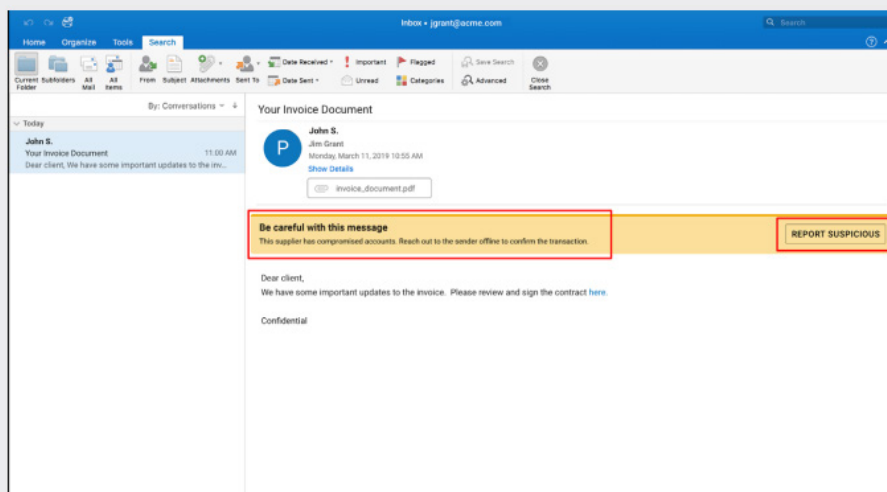 Inbox • jgrant@acme.com
Search
Home Organize Tools Search
Current Folder
Subfolders
All Mail
All Items
From
Subject
Attachments
Sent To
Date Received
Date Sent
Important
Unread
Flagged
Categories
Save Search
Advanced
Close Search
By: Conversations
Today
John S.
Your Invoice Document 11:00 AM
Dear client, We have some important updates to the inv...
Your Invoice Document
P
John S.
Jim Grant
Monday, March 11, 2019 10:55 AM
Show Details
invoice_document.pdf
Be careful with this message
This supplier has compromised accounts. Reach out to the sender offline to confirm the transaction.
REPORT SUSPICIOUS
Dear client,
We have some important updates to the invoice. Please review and sign the contract here.
Confidential